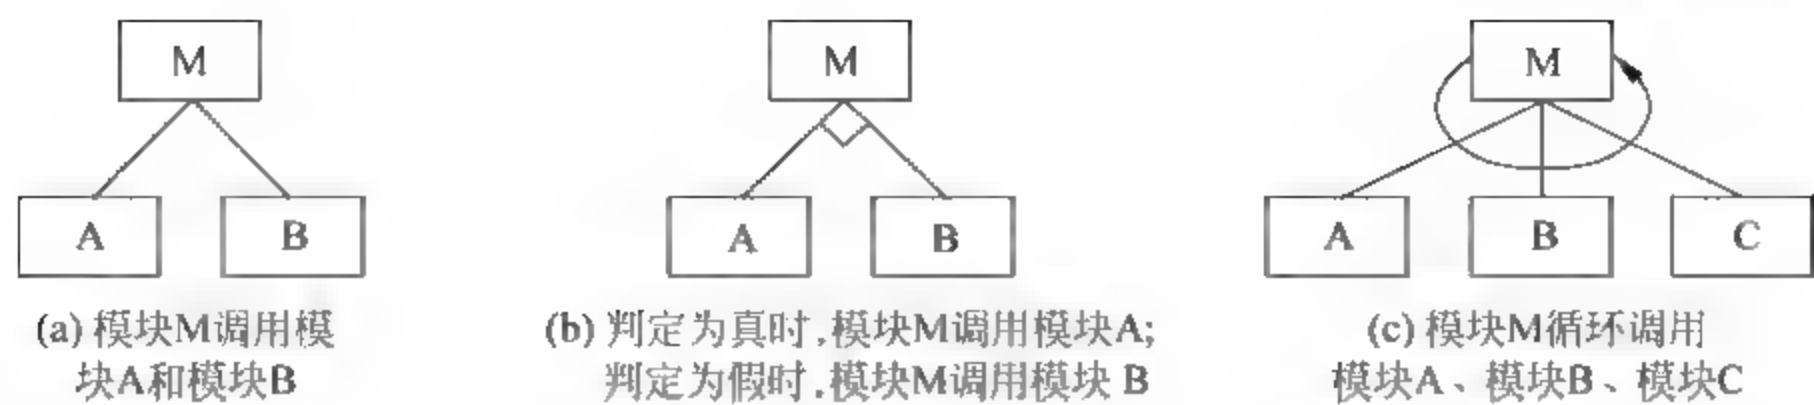 M
M
M
A
B
A
B
A
B
C
(a) 模块M调用模
块A和模块B
(b) 判定为真时,模块M调用模块A;
判定为假时,模块M调用模块 B
(c) 模块M循环调用
模块A、模块B、模块C